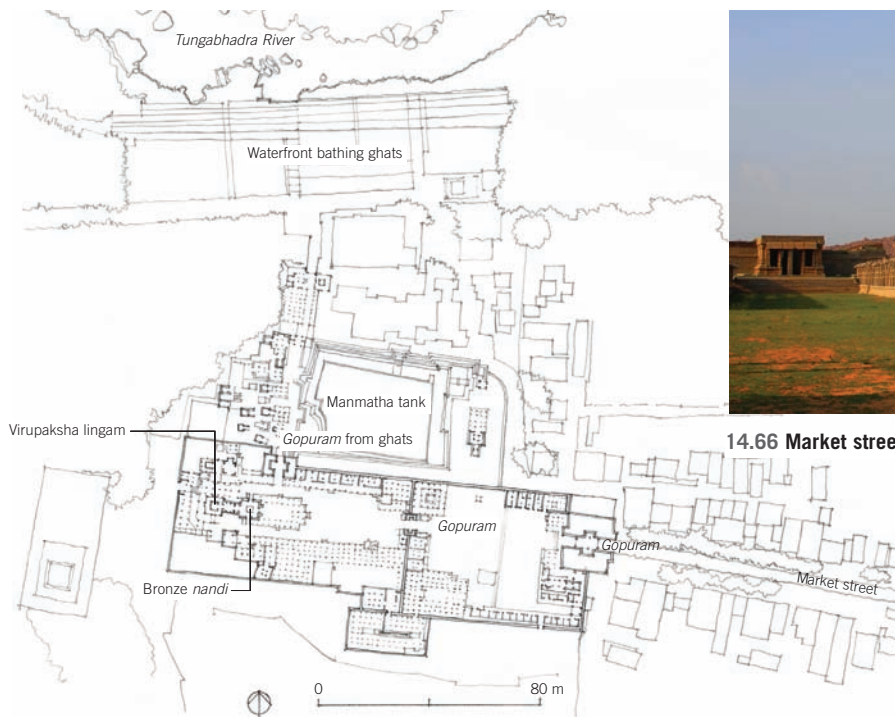 Tungabhadra River
Waterfront bathing ghats
Manmatha tank
Virupaksha lingam
Gopuram from ghats
14.66 Market stree
Gopuram
Gopuram
Market street
Bronze nandi
0 80 m